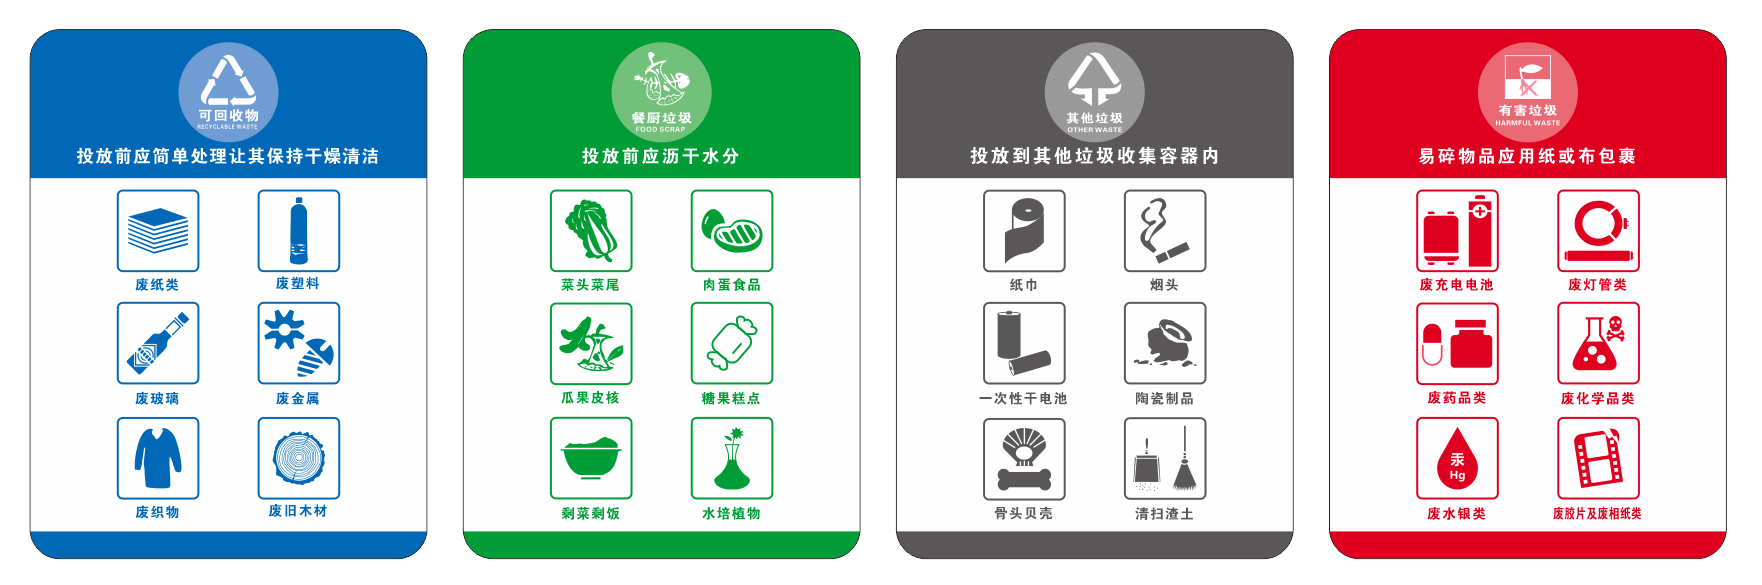 可回收物
RECYCLABLE WASTE
投放前应简单处理让其保持干燥清洁
废纸类
废塑料
废玻璃
废金属
废织物
废旧木材
餐厨垃圾
FOOD SCRAP
投放前应沥干水分
菜头菜尾
肉蛋食品
瓜果皮核
糖果糕点
剩菜剩饭
水培植物
其他垃圾
OTHER WASTE
投放到其他垃圾收集容器内
纸巾
烟头
一次性干电池
陶瓷制品
骨头贝壳
清扫渣土
有害垃圾
HARMFUL WASTE
易碎物品应用纸或布包裹
废充电电池
废灯管类
废药品类
废化学品类
汞
Hg
废水银类
废胶片及废相纸类